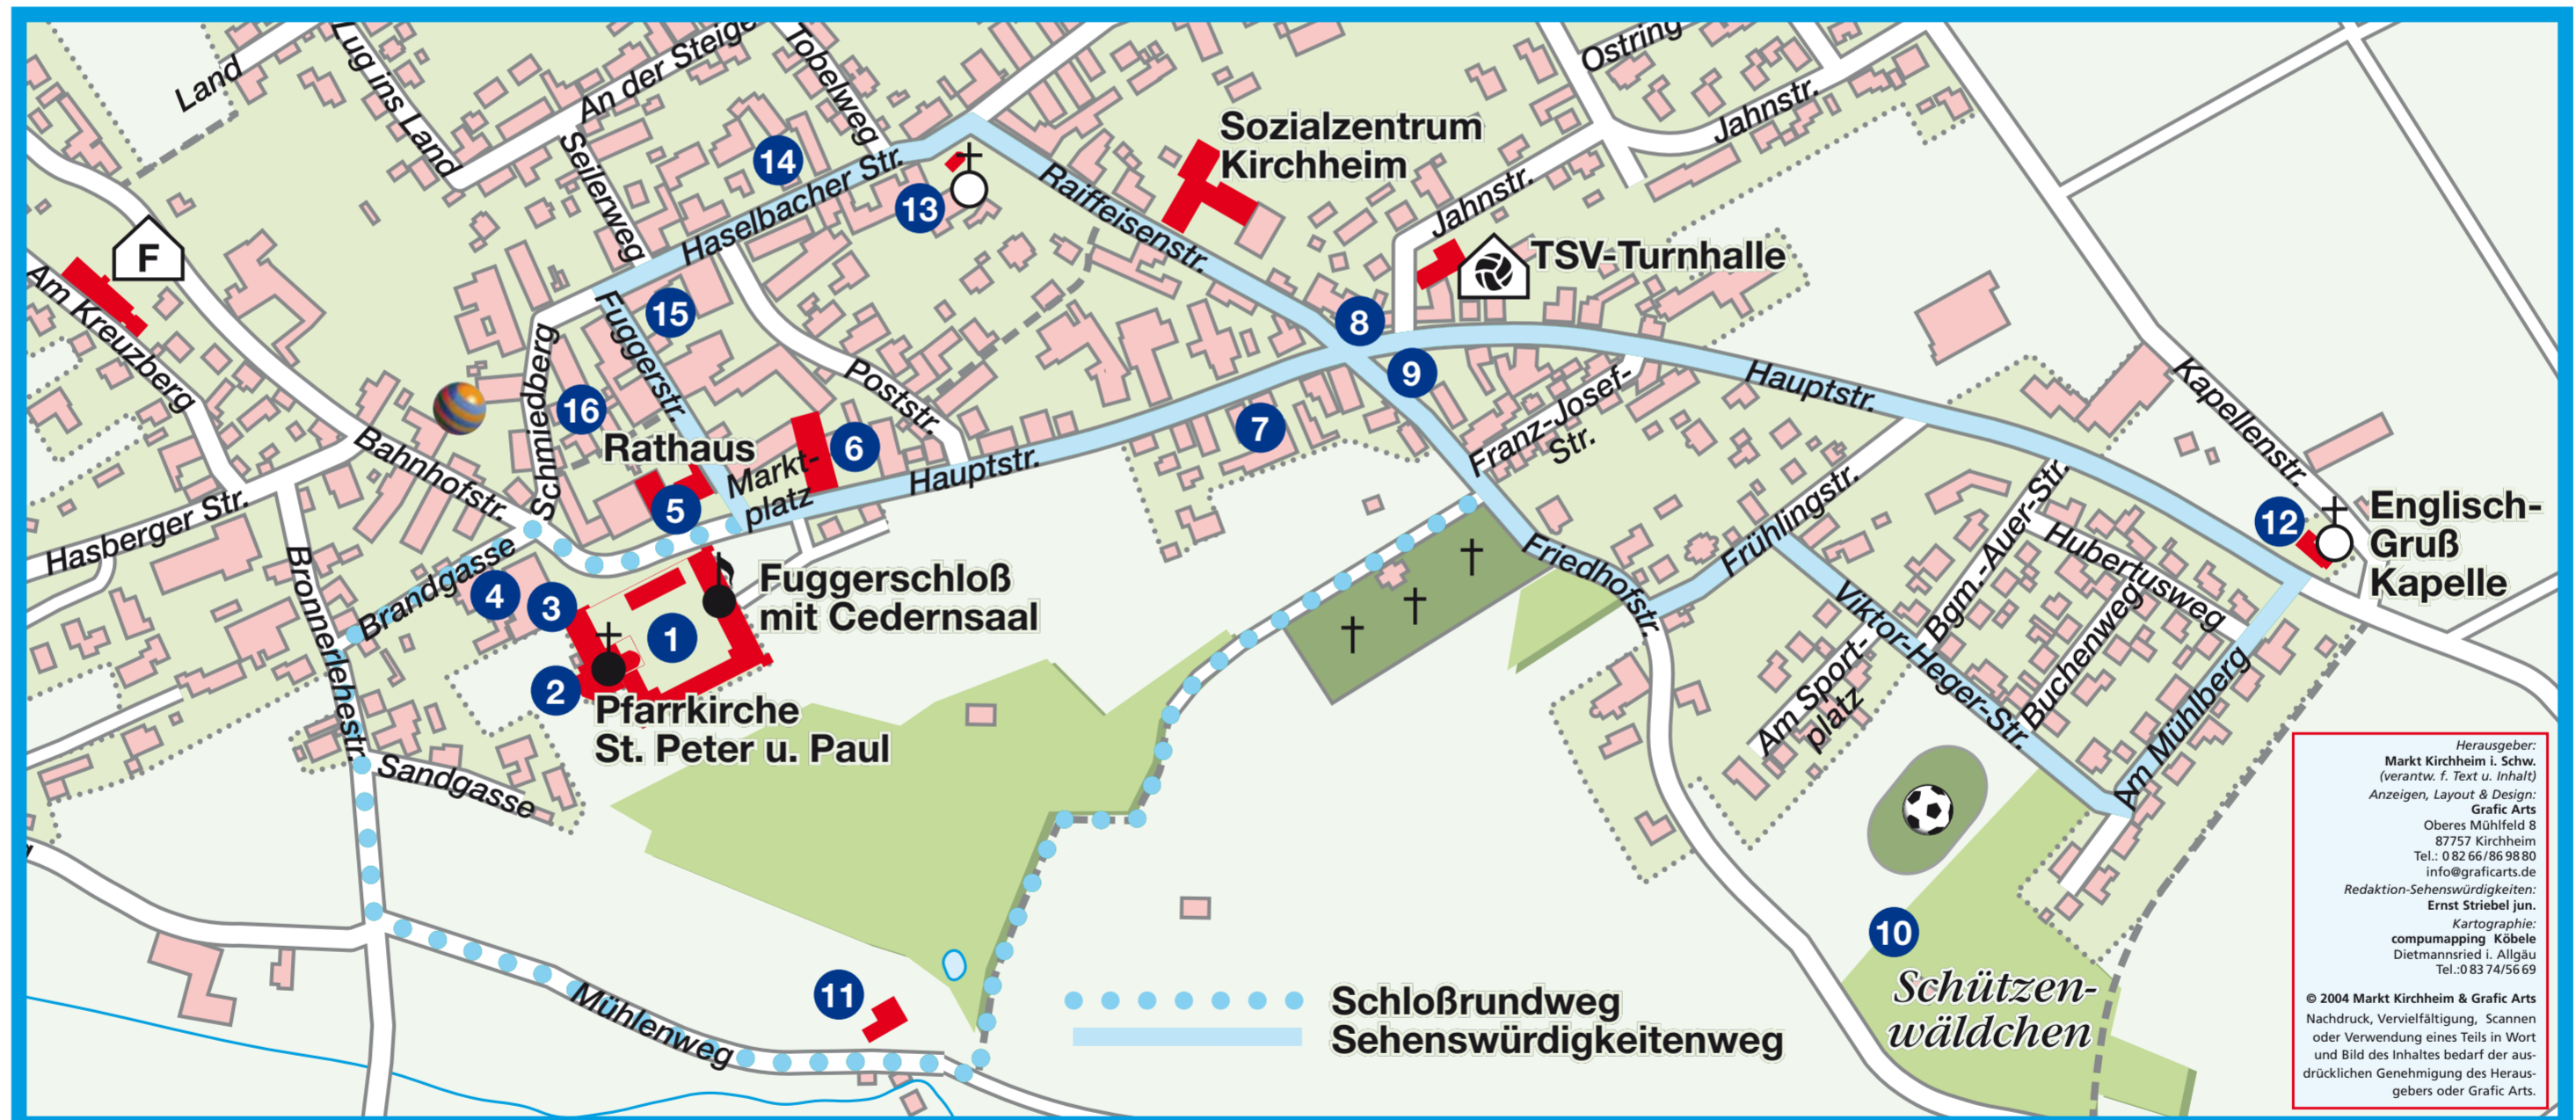 Land
Lug ins Land
An der Steige
Tobelweg
Seilerweg
Haselbacher Str.
14
13
Raiffeisenstr.
Sozialzentrum
Kirchheim
Ostring
Jahnstr.
Jahnstr.
TSV-Turnhalle
F
Am Kreuzberg
Fuggerstr.
15
16
Schmiedberg
Poststr.
8
9
7
Hauptstr.
Franz-Josef-
Str.
Kapellenstr.
Rathaus
Markt-
platz
6
5
Hauptstr.
Bahnhofstr.
Hasberger Str.
Bronnerlehestr.
Brandgasse
4
3
2
1
Fuggerschloß
mit Cedernsaal
Pfarrkirche
St. Peter u. Paul
Sandgasse
Friedhofstr.
Frühlingstr.
Viktor-Heger-Str.
Bgm.-Auer-Str.
Hubertusweg
Buchenweg
Am Sport-
platz
Am Mühlberg
12
Englisch-
Gruß
Kapelle
11
Mühlenweg
10
Schützen-
wäldchen
Schloßrundweg
Sehenswürdigkeitenweg
Herausgeber:
Markt Kirchheim i. Schw.
(verantw. f. Text u. Inhalt)
Anzeigen, Layout & Design:
Grafic Arts
Oberes Mühlfeld 8
87757 Kirchheim
Tel.: 0 82 66/86 98 80
info@graficarts.de
Redaktion-Sehenswürdigkeiten:
Ernst Striebel jun.
Kartographie:
compumapping Köbele
Dietmannsried i. Allgäu
Tel.:0 83 74/56 69
© 2004 Markt Kirchheim & Grafic Arts
Nachdruck, Vervielfältigung, Scannen
oder Verwendung eines Teils in Wort
und Bild des Inhaltes bedarf der aus-
drücklichen Genehmigung des Heraus-
gebers oder Grafic Arts.